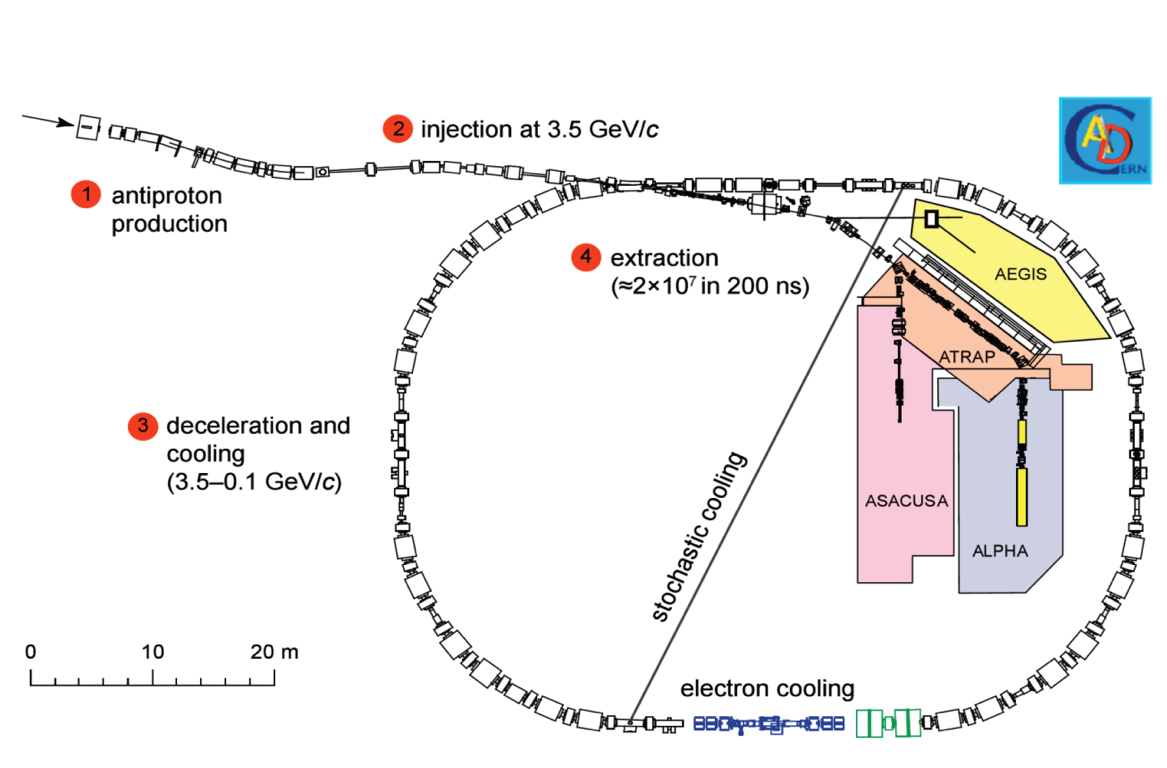 2 injection at 3.5 GeV/c
CADERN
1 antiproton
production
4 extraction
(≈2×10⁷ in 200 ns)
AEGIS
ATRAP
3 deceleration and
cooling
(3.5–0.1 GeV/c)
stochastic cooling
ASACUSA
ALPHA
0 10 20 m
electron cooling